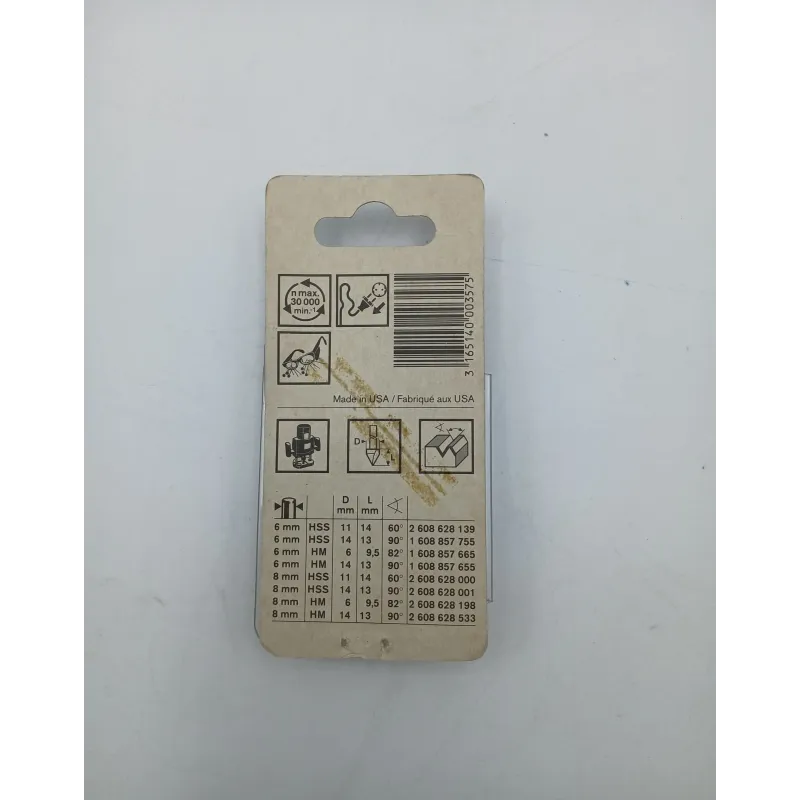 n max.
30 000
min.-1
3 165140 003575
Made in USA / Fabriqué aux USA
D
L
D L
mm mm
6 mm HSS 11 14 60° 2 608 628 139
6 mm HSS 14 13 90° 1 608 857 755
6 mm HM 6 9,5 82° 1 608 857 665
6 mm HM 14 13 90° 1 608 857 655
8 mm HSS 11 14 60° 2 608 628 000
8 mm HSS 14 13 90° 2 608 628 001
8 mm HM 6 9,5 82° 2 608 628 198
8 mm HM 14 13 90° 2 608 628 533